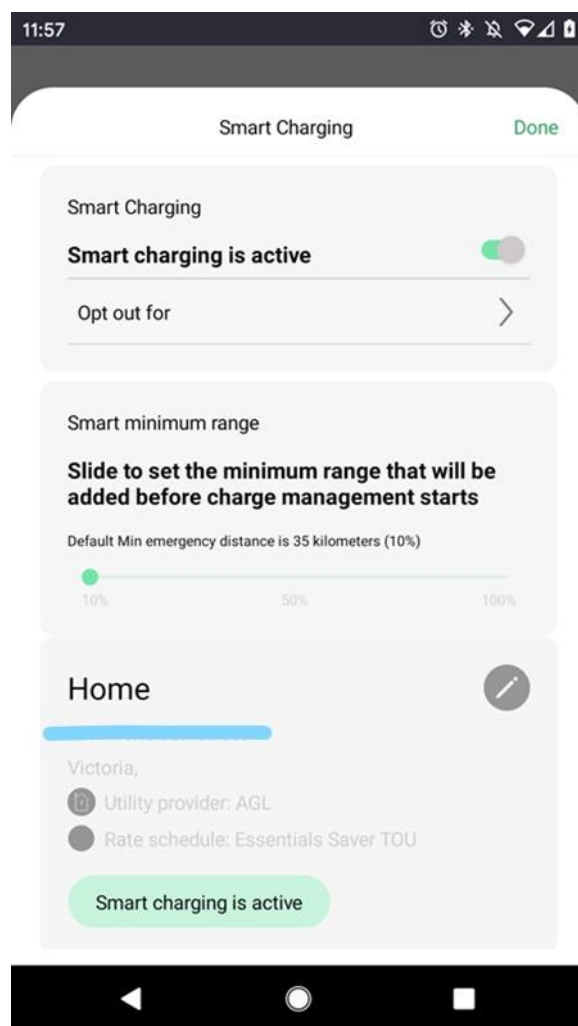 11:57
Smart Charging
Done
Smart Charging
Smart charging is active
Opt out for
Smart minimum range
Slide to set the minimum range that will be
added before charge management starts
Default Min emergency distance is 35 kilometers (10%)
10% 50% 100%
Home
Victoria,
Utility provider: AGL
Rate schedule: Essentials Saver TOU
Smart charging is active